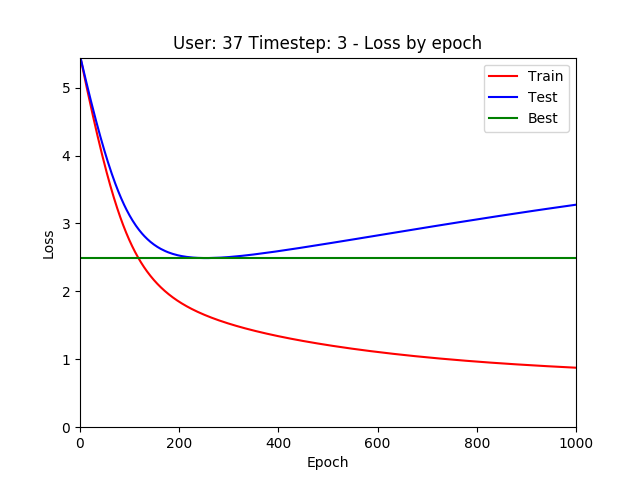 User: 37 Timestep: 3 - Loss by epoch
Train
Test
Best
5
4
3
2
1
0
Loss
0 200 400 600 800 1000
Epoch